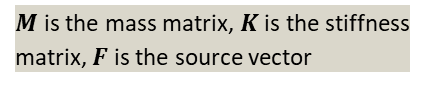 M is the mass matrix, K is the stiffness
matrix, F is the source vector